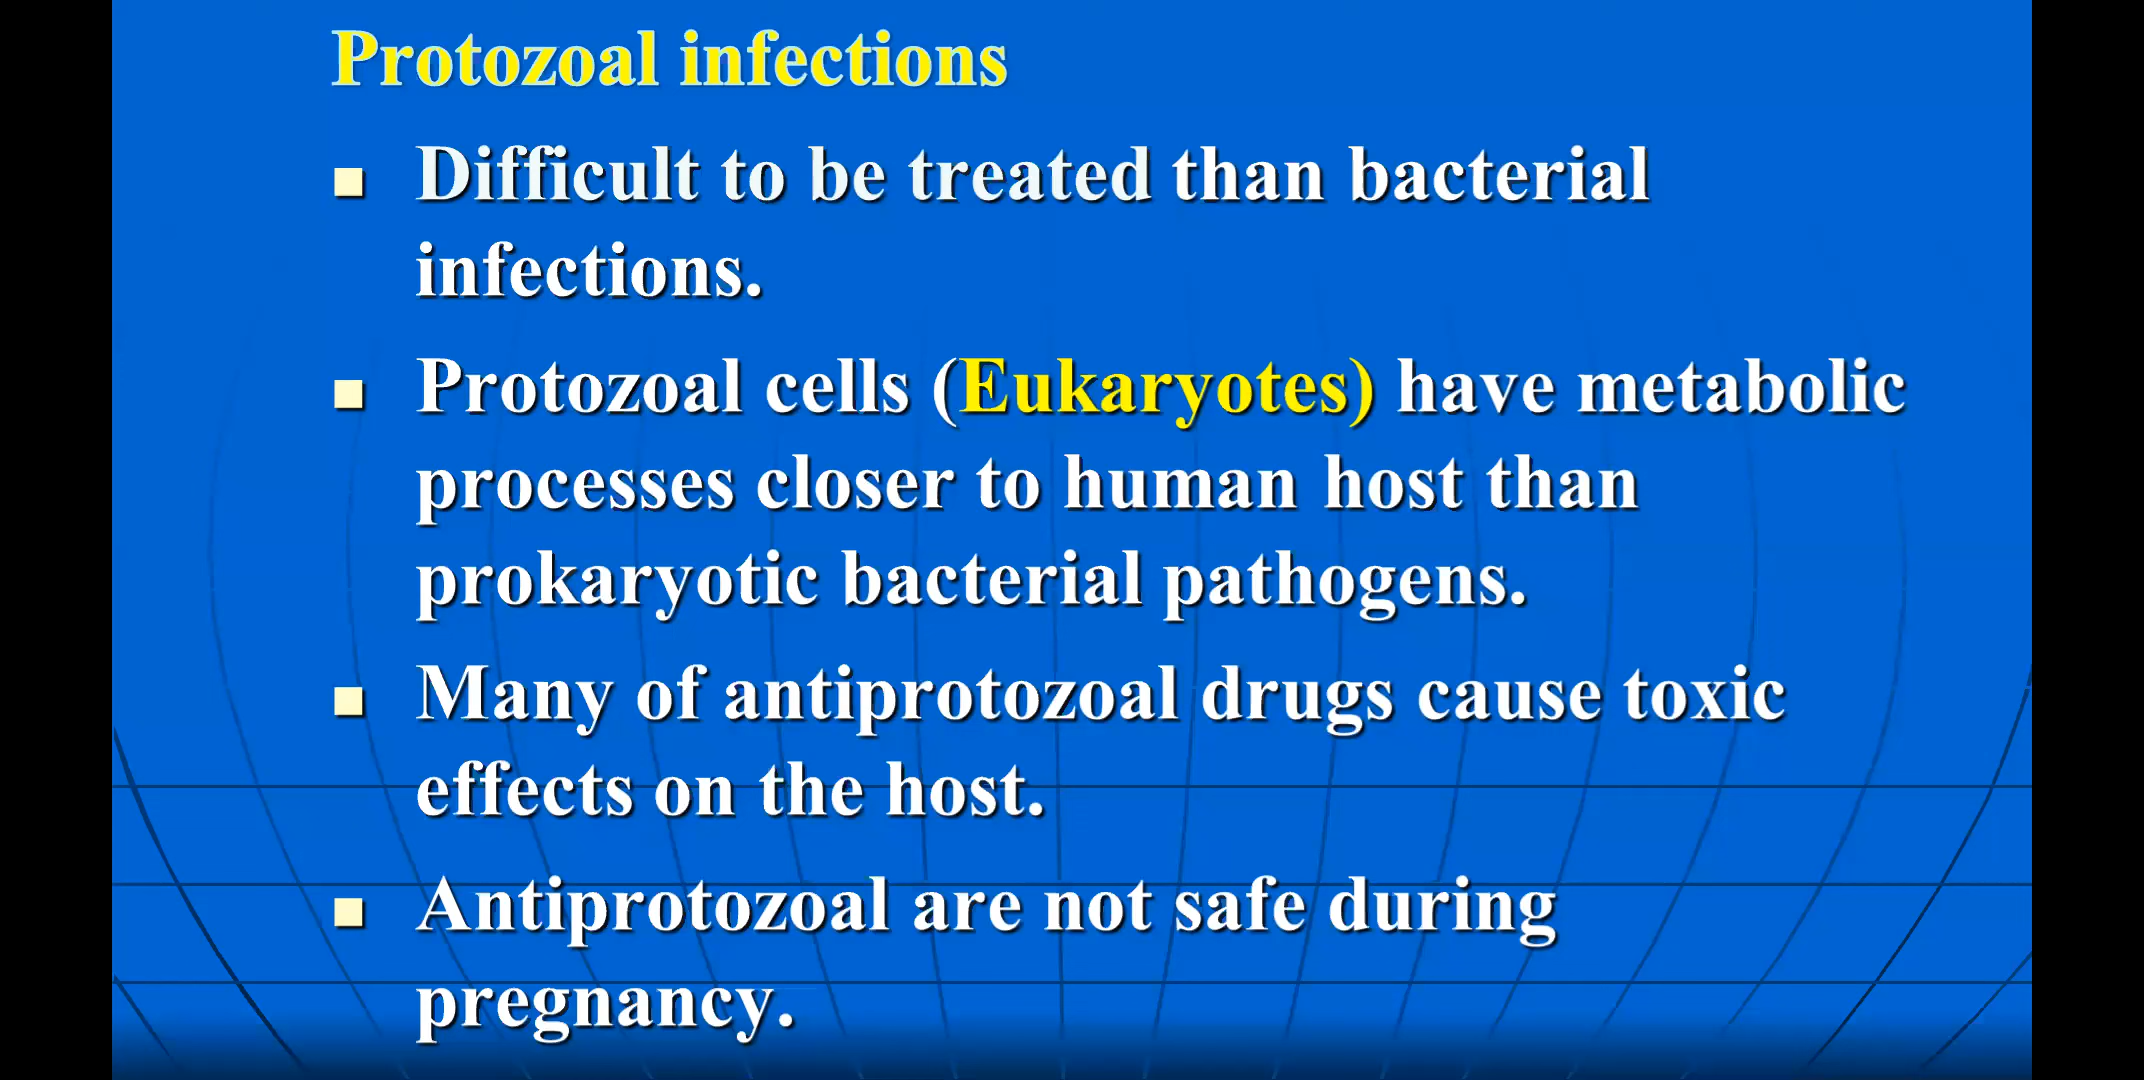 Protozoal infections
Difficult to be treated than bacterial
infections.
Protozoal cells (Eukaryotes) have metabolic
processes closer to human host than
prokaryotic bacterial pathogens.
Many of antiprotozoal drugs cause toxic
effects on the host.
Antiprotozoal are not safe during
pregnancy.